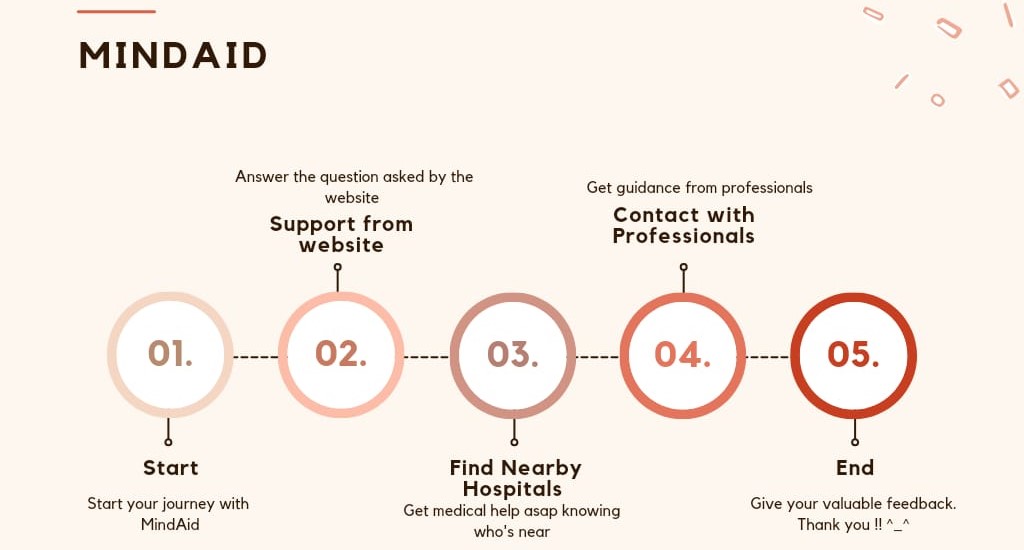 MINDAID
Answer the question asked by the
website
Support from
website
Get guidance from professionals
Contact with
Professionals
01.
02.
03.
04.
05.
Start
Start your journey with
MindAid
Find Nearby
Hospitals
Get medical help asap knowing
who's near
End
Give your valuable feedback.
Thank you !! ^_^